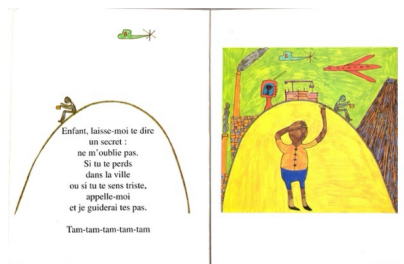 Enfant, laisse-moi te dire
un secret :
ne m'oublie pas.
Si tu te perds
dans la ville
ou si tu te sens triste,
appelle-moi
et je guiderai tes pas.
Tam-tam-tam-tam-tam